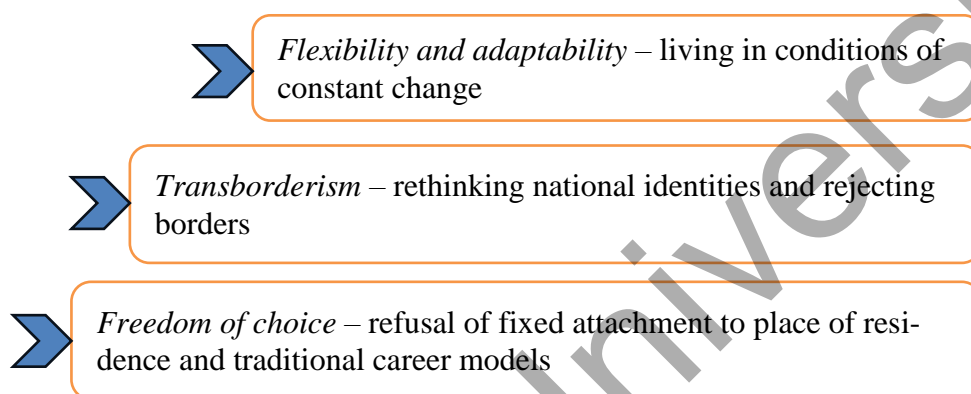 Flexibility and adaptability – living in conditions of
constant change
Transborderism – rethinking national identities and rejecting
borders
Freedom of choice – refusal of fixed attachment to place of resi-
dence and traditional career models